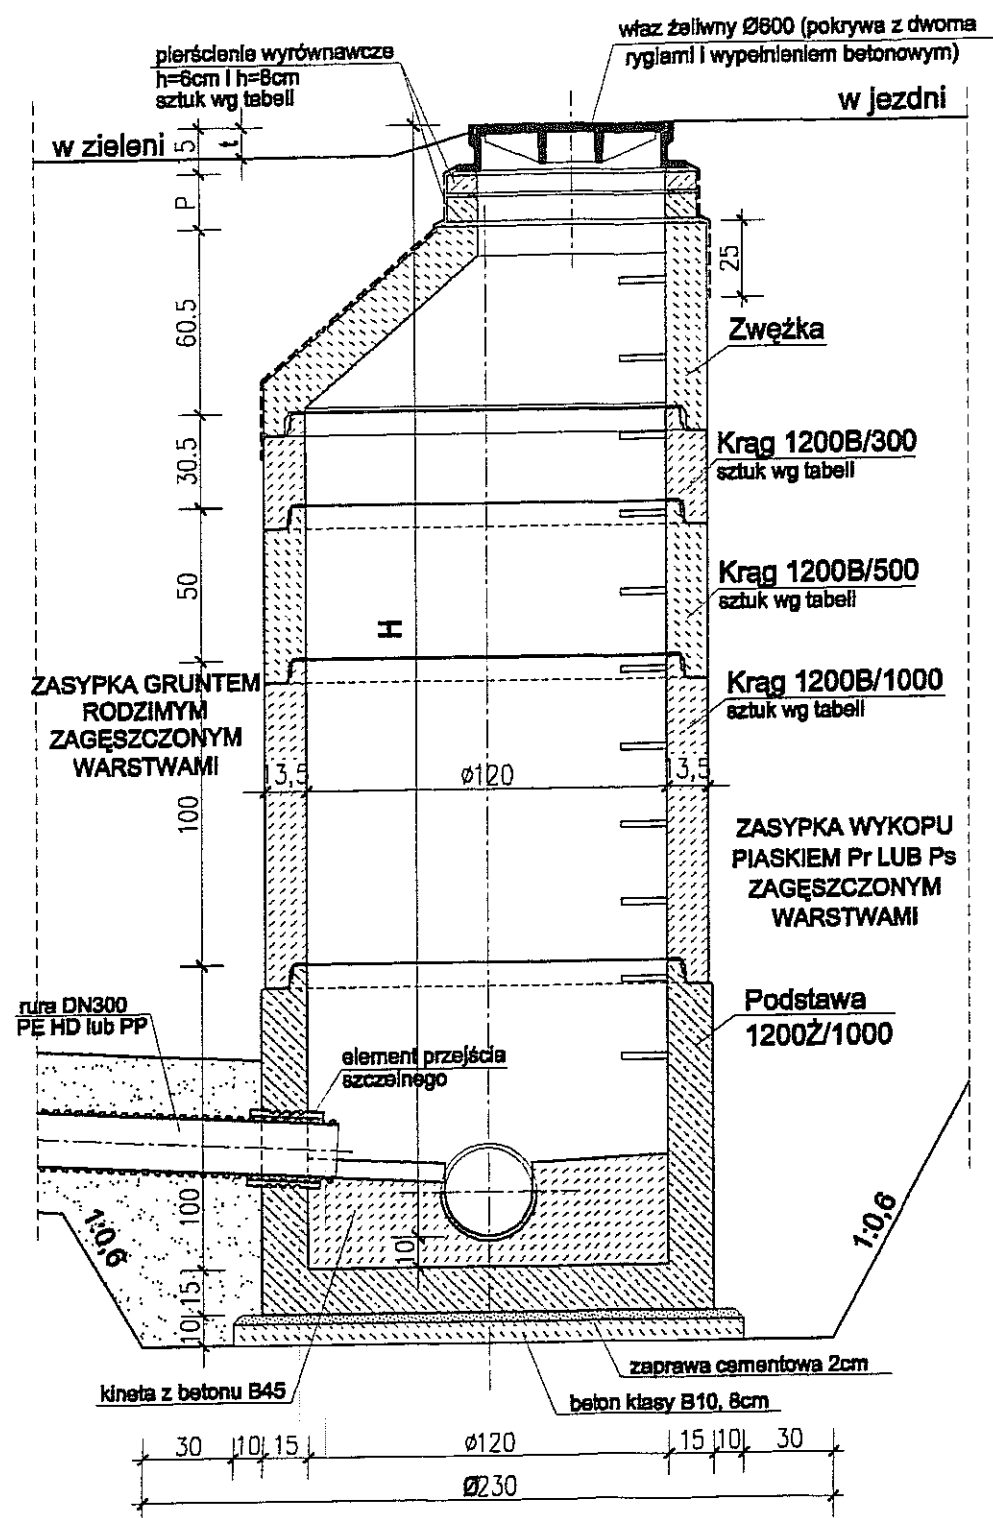 właz żeliwny Ø600 (pokrywa z dwoma
ryglami i wypełnieniem betonowym)
pierścienie wyrównawcze
h=6cm i h=8cm
sztuk wg tabeli
w jezdni
w zieleni
15
t
P
25
60.5
Zwężka
30.5
Krąg 1200B/300
sztuk wg tabeli
50
Krąg 1200B/500
sztuk wg tabeli
H
ZASYPKA GRUNTEM
RODZIMYM
ZAGĘSZCZONYM
WARSTWAMI
Krąg 1200B/1000
sztuk wg tabeli
13,5
Ø120
13,5
100
ZASYPKA WYKOPU
PIASKIEM Pr LUB Ps
ZAGĘSZCZONYM
WARSTWAMI
rura DN300
PE HD lub PP
Podstawa
1200Ż/1000
element przejścia
szczelnego
100
1:0,6
10
1:0,6
15
10
zaprawa cementowa 2cm
kineta z betonu B45
beton klasy B10, 8cm
30 10 15 Ø120 15 10 30
Ø230